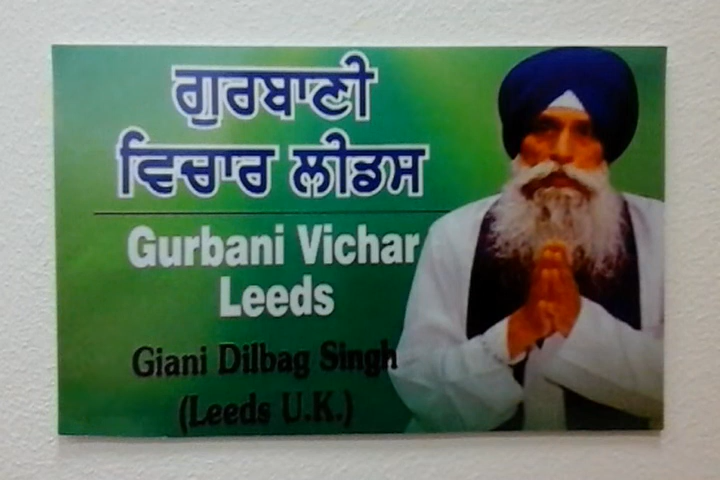 ਗੁਰਬਾਣੀ
ਵਿਚਾਰ ਲੀਡਸ
Gurbani Vichar
Leeds
Giani Dilbag Singh
(Leeds U.K.)